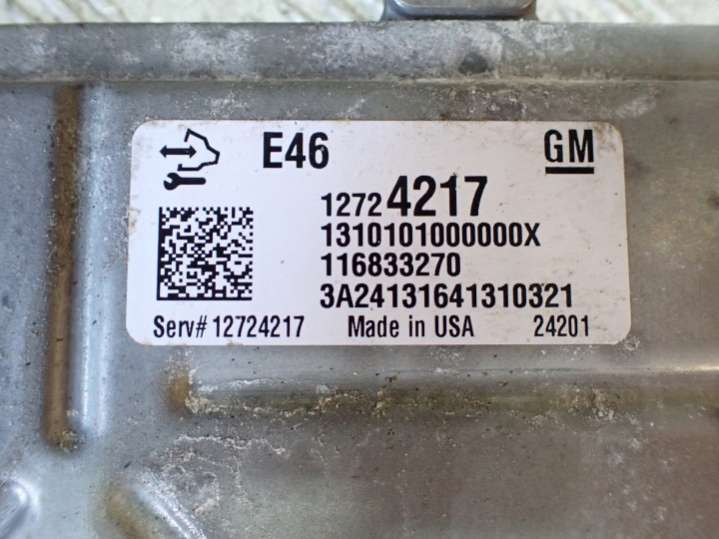 E46
GM
12724217
1310101000000X
116833270
3A24131641310321
Serv# 12724217 Made in USA 24201